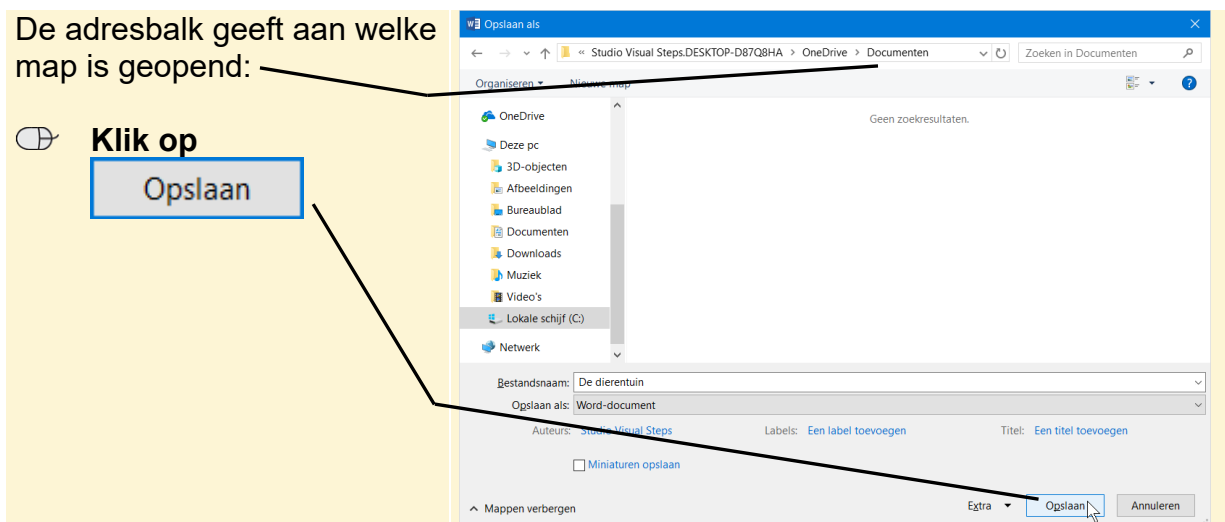 De adresbalk geeft aan welke
map is geopend:
Klik op
Opslaan
Opslaan als
« Studio Visual Steps.DESKTOP-D87Q8HA > OneDrive > Documenten
Zoeken in Documenten
Organiseren
Nieuwe map
OneDrive
Deze pc
3D-objecten
Afbeeldingen
Bureaublad
Documenten
Downloads
Muziek
Video's
Lokale schijf (C:)
Netwerk
Geen zoekresultaten.
Bestandsnaam: De dierentuin
Opslaan als: Word-document
Auteurs: Studio Visual Steps Labels: Een label toevoegen Titel: Een titel toevoegen
Miniaturen opslaan
Mappen verbergen Extra Opslaan Annuleren